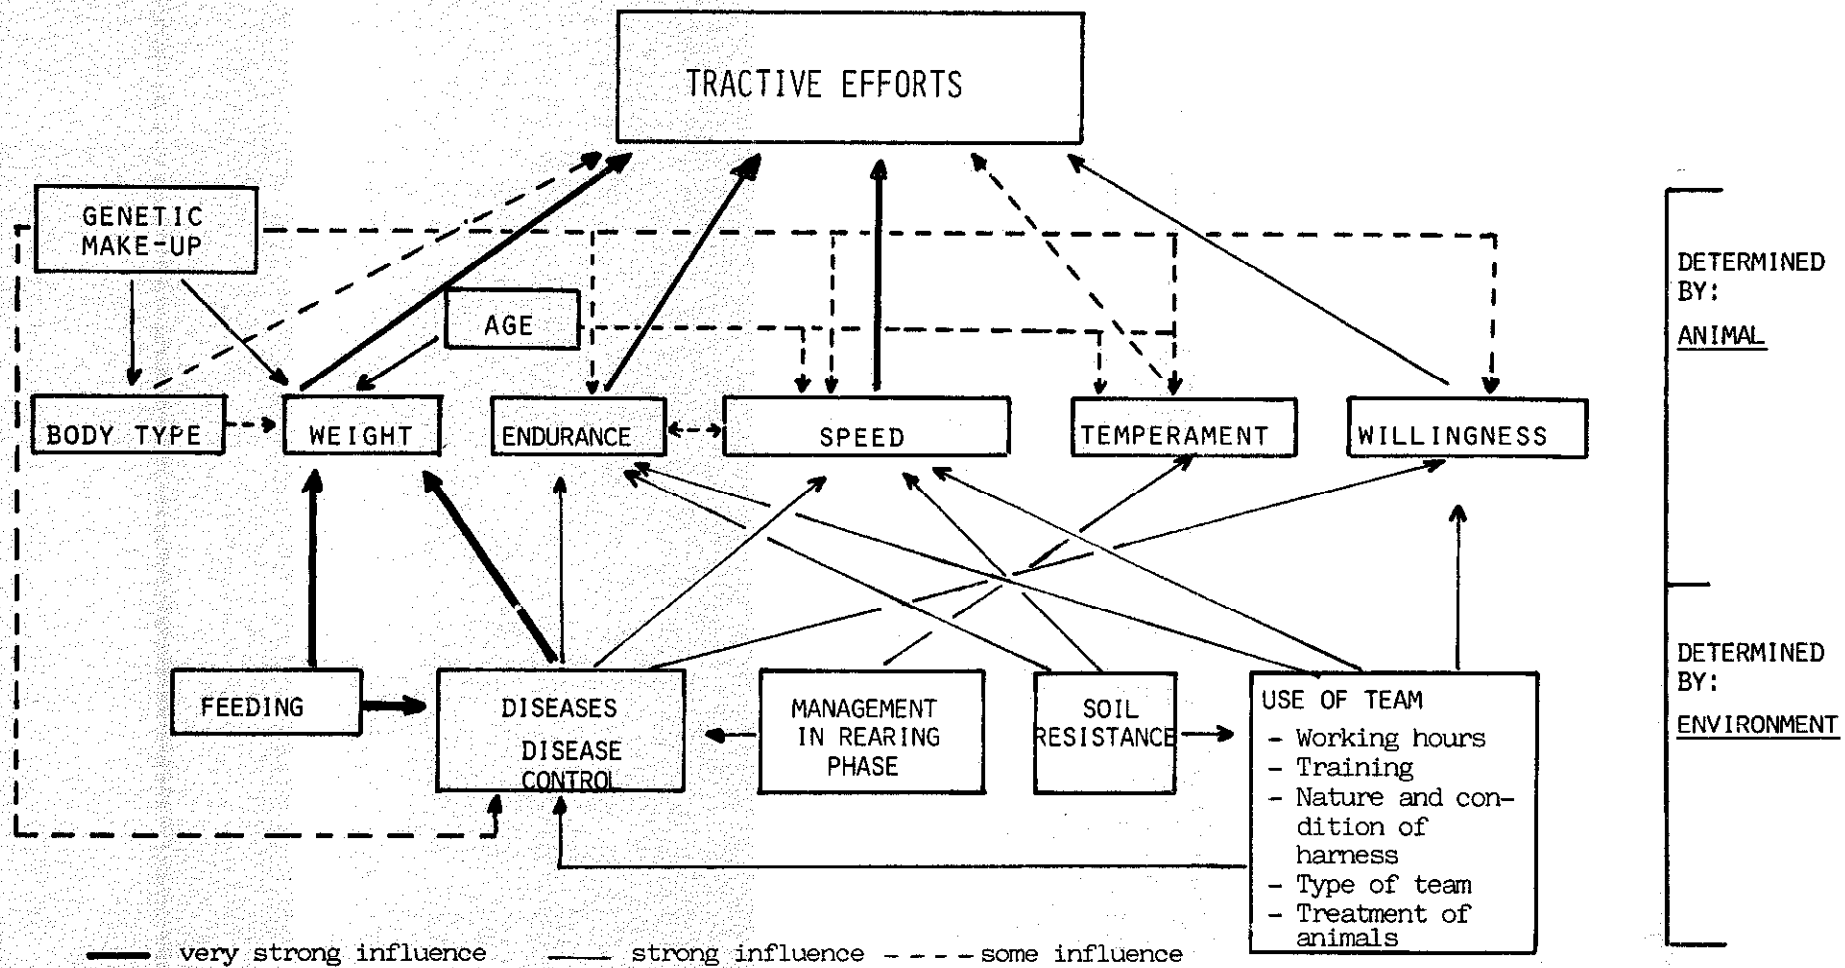 TRACTIVE EFFORTS
GENETIC
MAKE-UP
AGE
BODY TYPE
WEIGHT
ENDURANCE
SPEED
TEMPERAMENT
WILLINGNESS
DETERMINED
BY:
ANIMAL
FEEDING
DISEASES
DISEASE
CONTROL
MANAGEMENT
IN REARING
PHASE
SOIL
RESISTANCE
USE OF TEAM
- Working hours
- Training
- Nature and con-
dition of
harness
- Type of team
- Treatment of
animals
DETERMINED
BY:
ENVIRONMENT
very strong influence
strong influence
some influence